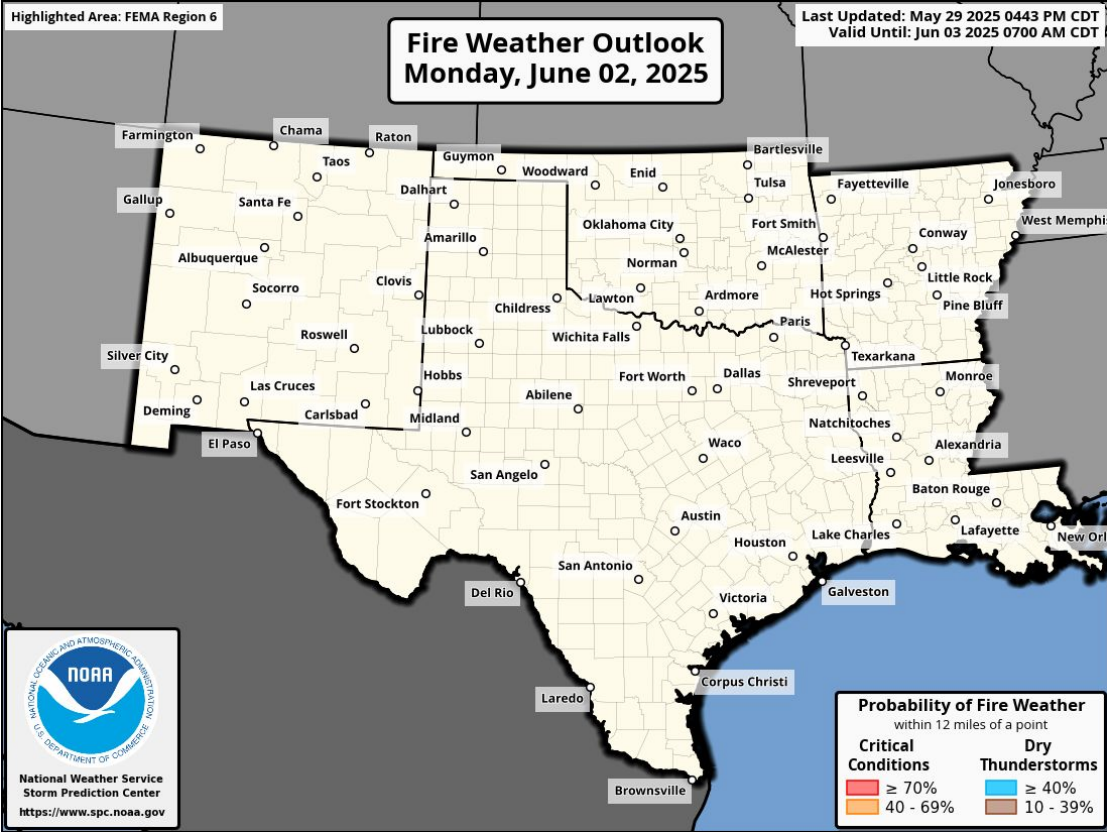 Highlighted Area: FEMA Region 6
Last Updated: May 29 2025 0443 PM CDT
Valid Until: Jun 03 2025 0700 AM CDT
Fire Weather Outlook
Monday, June 02, 2025
Farmington
Chama
Raton
Taos
Guymon
Woodward
Enid
Bartlesville
Tulsa
Fayetteville
Jonesboro
Gallup
Santa Fe
Dalhart
Oklahoma City
Fort Smith
West Memphis
Albuquerque
Amarillo
Norman
McAlester
Conway
Little Rock
Socorro
Clovis
Childress
Lawton
Ardmore
Hot Springs
Pine Bluff
Roswell
Lubbock
Wichita Falls
Paris
Texarkana
Silver City
Las Cruces
Hobbs
Abilene
Fort Worth
Dallas
Shreveport
Monroe
Deming
Carlsbad
Midland
Natchitoches
El Paso
Waco
Leesville
Alexandria
San Angelo
Fort Stockton
Baton Rouge
Austin
Houston
Lake Charles
Lafayette
New Orl
San Antonio
Del Rio
Victoria
Galveston
Laredo
Corpus Christi
Brownsville
NATIONAL OCEANIC AND ATMOSPHERIC ADMINISTRATION
NOAA
U.S. DEPARTMENT OF COMMERCE
National Weather Service
Storm Prediction Center
https://www.spc.noaa.gov
Probability of Fire Weather
within 12 miles of a point
Critical Conditions
≥ 70%
40 - 69%
Dry Thunderstorms
≥ 40%
10 - 39%